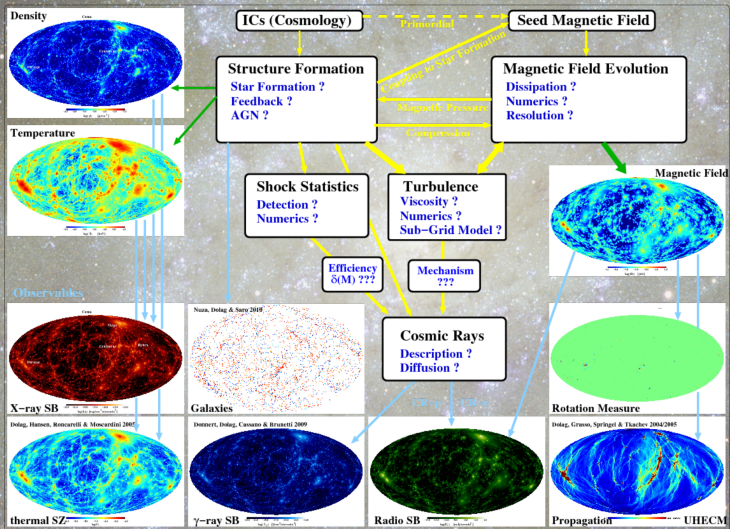 Density
ICs (Cosmology)
Primordial
Seed Magnetic Field
Coma
Structure Formation
Star Formation ?
Feedback ?
AGN ?
Coupling to Star Formation
Magnetic Field Evolution
Dissipation ?
Numerics ?
Resolution ?
Magnetic Pressure
Compression
Temperature
Shock Statistics
Detection ?
Numerics ?
Turbulence
Viscosity ?
Numerics ?
Sub-Grid Model ?
Magnetic Field
Efficiency
δ(M) ???
Mechanism
???
Observables
Coma
Nuza, Dolag & Saro 2010
Cosmic Rays
Description ?
Diffusion ?
X-ray SB
Galaxies
Rotation Measure
Dolag, Hansen, Roncarelli & Moscardini 2005
Donnert, Dolag, Cassano & Brunetti 2009
Dolag, Grasso, Springel & Tkachev 2004/2005
thermal SZ
γ-ray SB
Radio SB
Propagation
UHECM